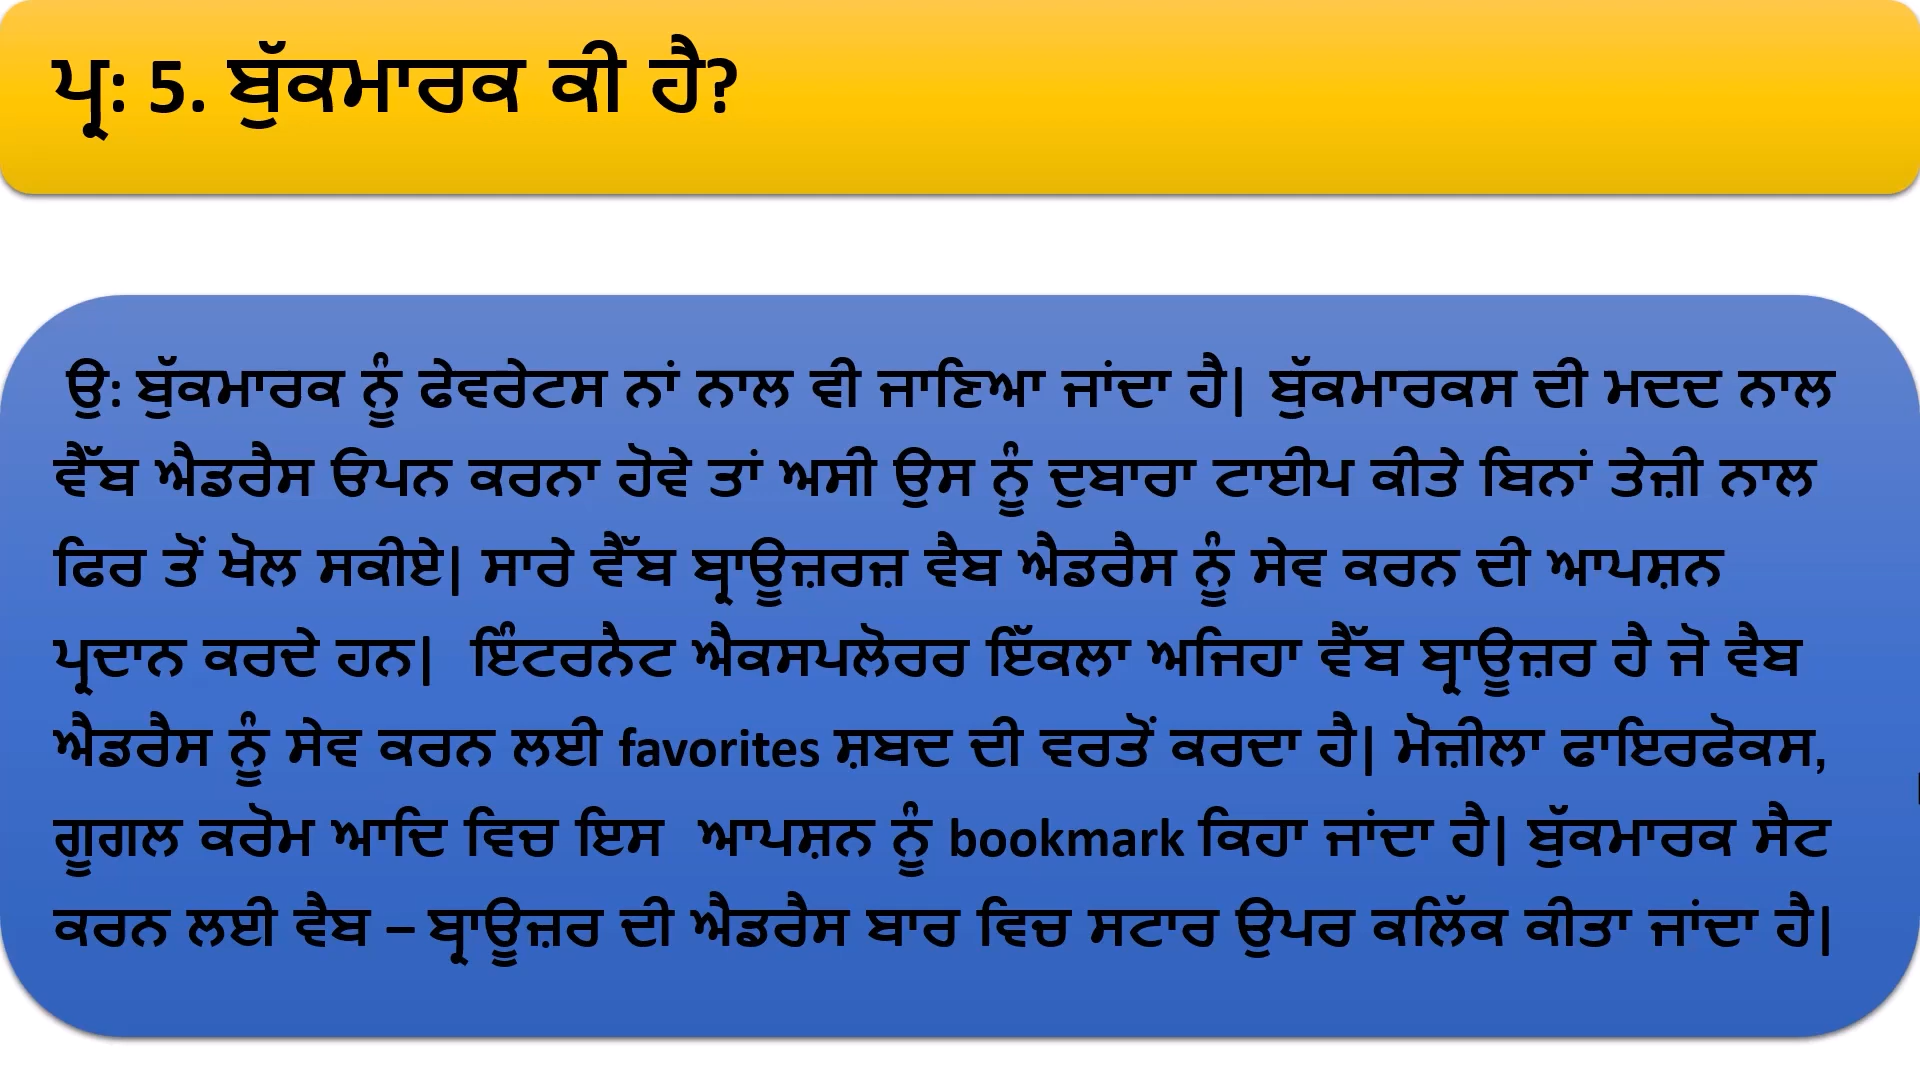 ਪ੍ਰ: 5. ਬੁੱਕਮਾਰਕ ਕੀ ਹੈ?
ਉ: ਬੁੱਕਮਾਰਕ ਨੂੰ ਫੇਵਰੇਟਸ ਨਾਂ ਨਾਲ ਵੀ ਜਾਣਿਆ ਜਾਂਦਾ ਹੈ| ਬੁੱਕਮਾਰਕਸ ਦੀ ਮਦਦ ਨਾਲ
ਵੈੱਬ ਐਡਰੈਸ ਓਪਨ ਕਰਨਾ ਹੋਵੇ ਤਾਂ ਅਸੀ ਉਸ ਨੂੰ ਦੁਬਾਰਾ ਟਾਈਪ ਕੀਤੇ ਬਿਨਾਂ ਤੇਜ਼ੀ ਨਾਲ
ਫਿਰ ਤੋਂ ਖੋਲ ਸਕੀਏ| ਸਾਰੇ ਵੈੱਬ ਬ੍ਰਾਊਜ਼ਰਜ਼ ਵੈਬ ਐਡਰੈਸ ਨੂੰ ਸੇਵ ਕਰਨ ਦੀ ਆਪਸ਼ਨ
ਪ੍ਰਦਾਨ ਕਰਦੇ ਹਨ| ਇੰਟਰਨੈਟ ਐਕਸਪਲੋਰਰ ਇੱਕਲਾ ਅਜਿਹਾ ਵੈੱਬ ਬ੍ਰਾਊਜ਼ਰ ਹੈ ਜੋ ਵੈਬ
ਐਡਰੈਸ ਨੂੰ ਸੇਵ ਕਰਨ ਲਈ favorites ਸ਼ਬਦ ਦੀ ਵਰਤੋਂ ਕਰਦਾ ਹੈ| ਮੋਜ਼ੀਲਾ ਫਾਇਰਫੋਕਸ,
ਗੂਗਲ ਕਰੋਮ ਆਦਿ ਵਿਚ ਇਸ ਆਪਸ਼ਨ ਨੂੰ bookmark ਕਿਹਾ ਜਾਂਦਾ ਹੈ| ਬੁੱਕਮਾਰਕ ਸੈਟ
ਕਰਨ ਲਈ ਵੈਬ – ਬ੍ਰਾਊਜ਼ਰ ਦੀ ਐਡਰੈਸ ਬਾਰ ਵਿਚ ਸਟਾਰ ਉਪਰ ਕਲਿੱਕ ਕੀਤਾ ਜਾਂਦਾ ਹੈ|